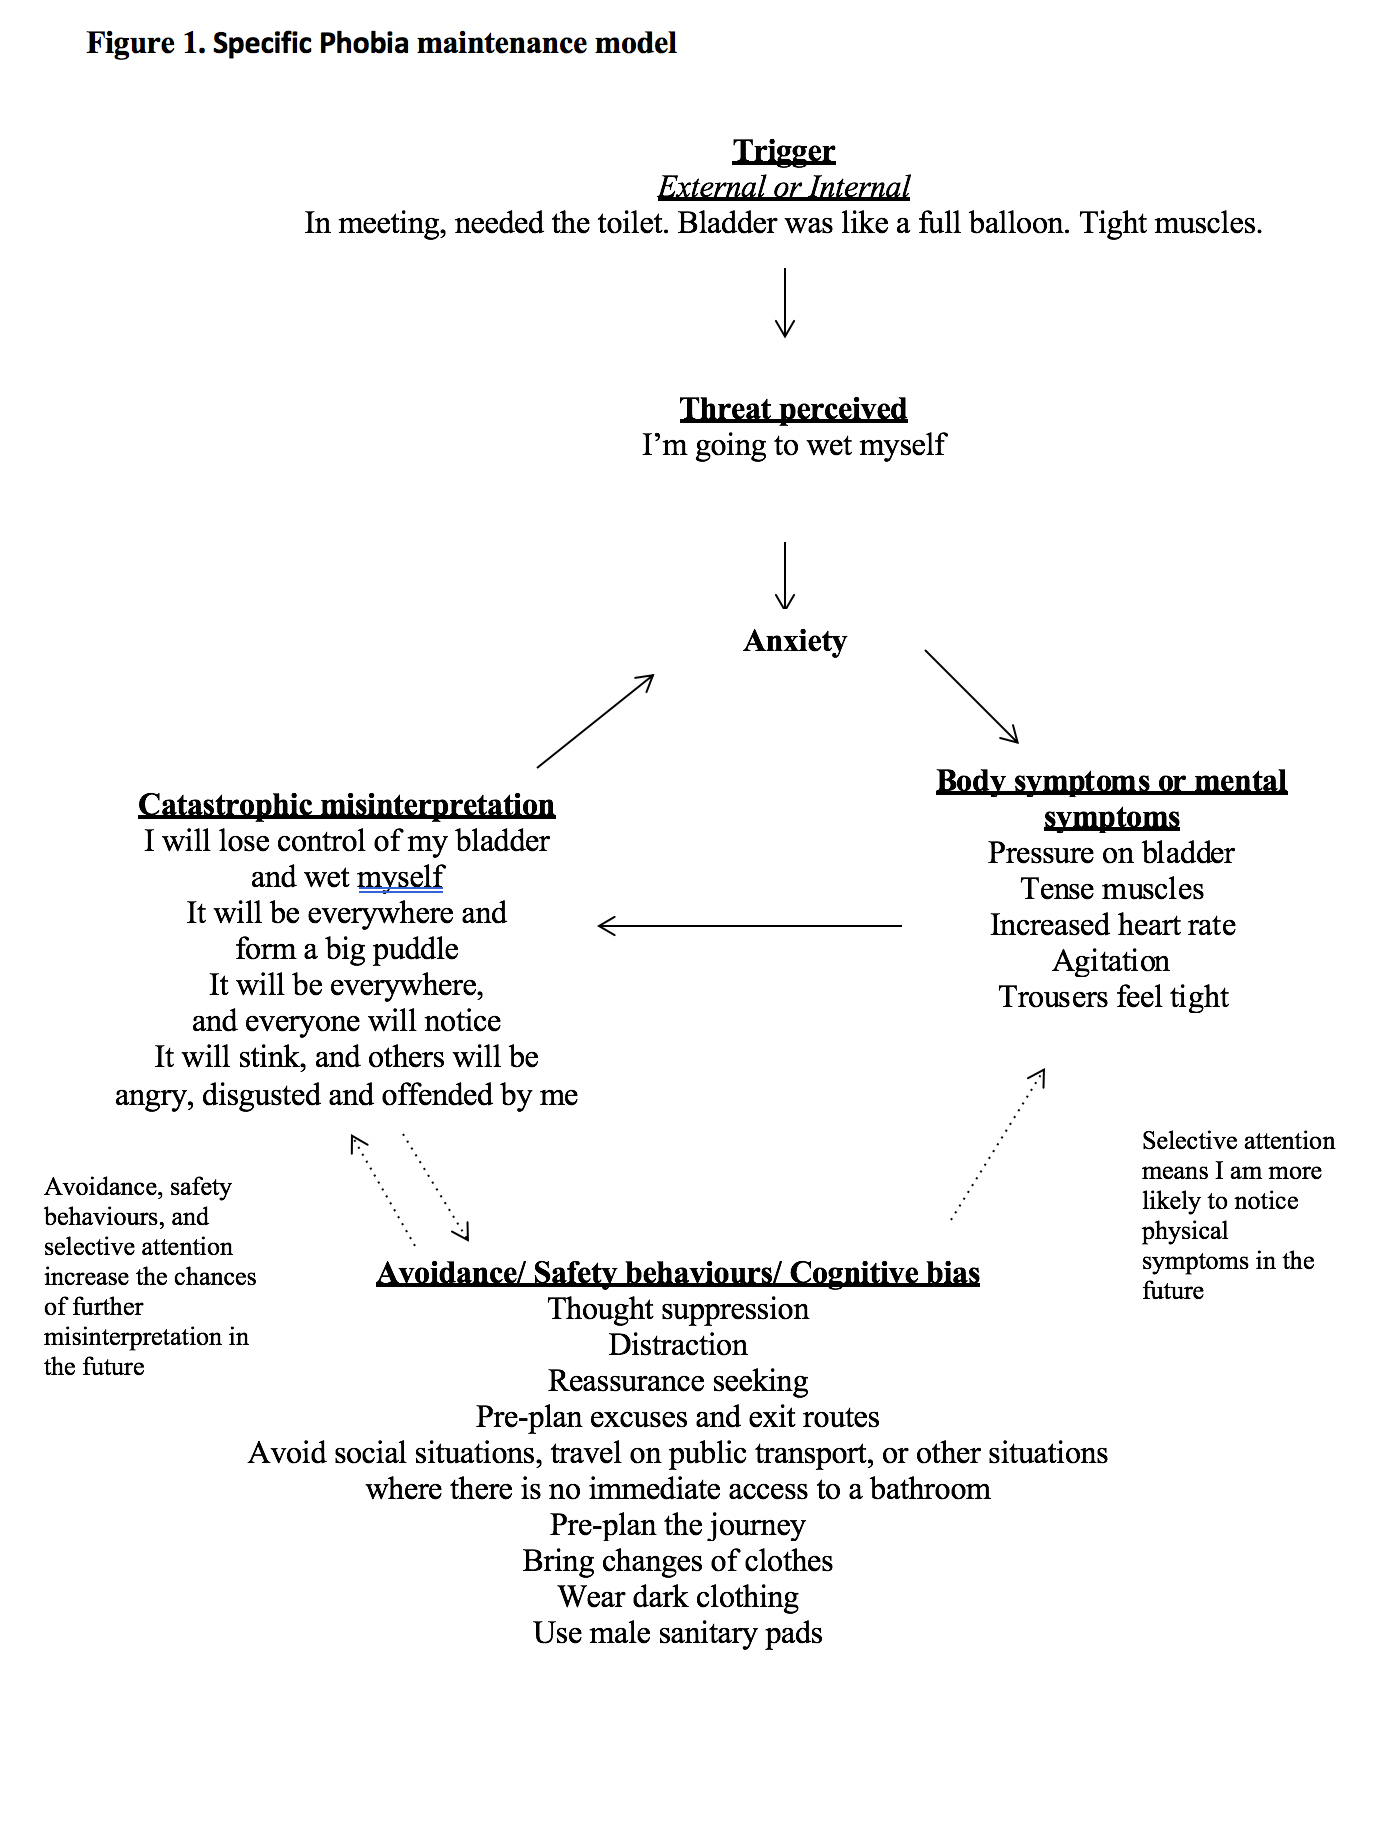 Figure 1. Specific Phobia maintenance model
Trigger
External or Internal
In meeting, needed the toilet. Bladder was like a full balloon. Tight muscles.
Threat perceived
I’m going to wet myself
Anxiety
Body symptoms or mental
symptoms
Pressure on bladder
Tense muscles
Increased heart rate
Agitation
Trousers feel tight
Catastrophic misinterpretation
I will lose control of my bladder
and wet myself
It will be everywhere and
form a big puddle
It will be everywhere,
and everyone will notice
It will stink, and others will be
angry, disgusted and offended by me
Selective attention
means I am more
likely to notice
physical
symptoms in the
future
Avoidance, safety
behaviours, and
selective attention
increase the chances
of further
misinterpretation in
the future
Avoidance/ Safety behaviours/ Cognitive bias
Thought suppression
Distraction
Reassurance seeking
Pre-plan excuses and exit routes
Avoid social situations, travel on public transport, or other situations
where there is no immediate access to a bathroom
Pre-plan the journey
Bring changes of clothes
Wear dark clothing
Use male sanitary pads